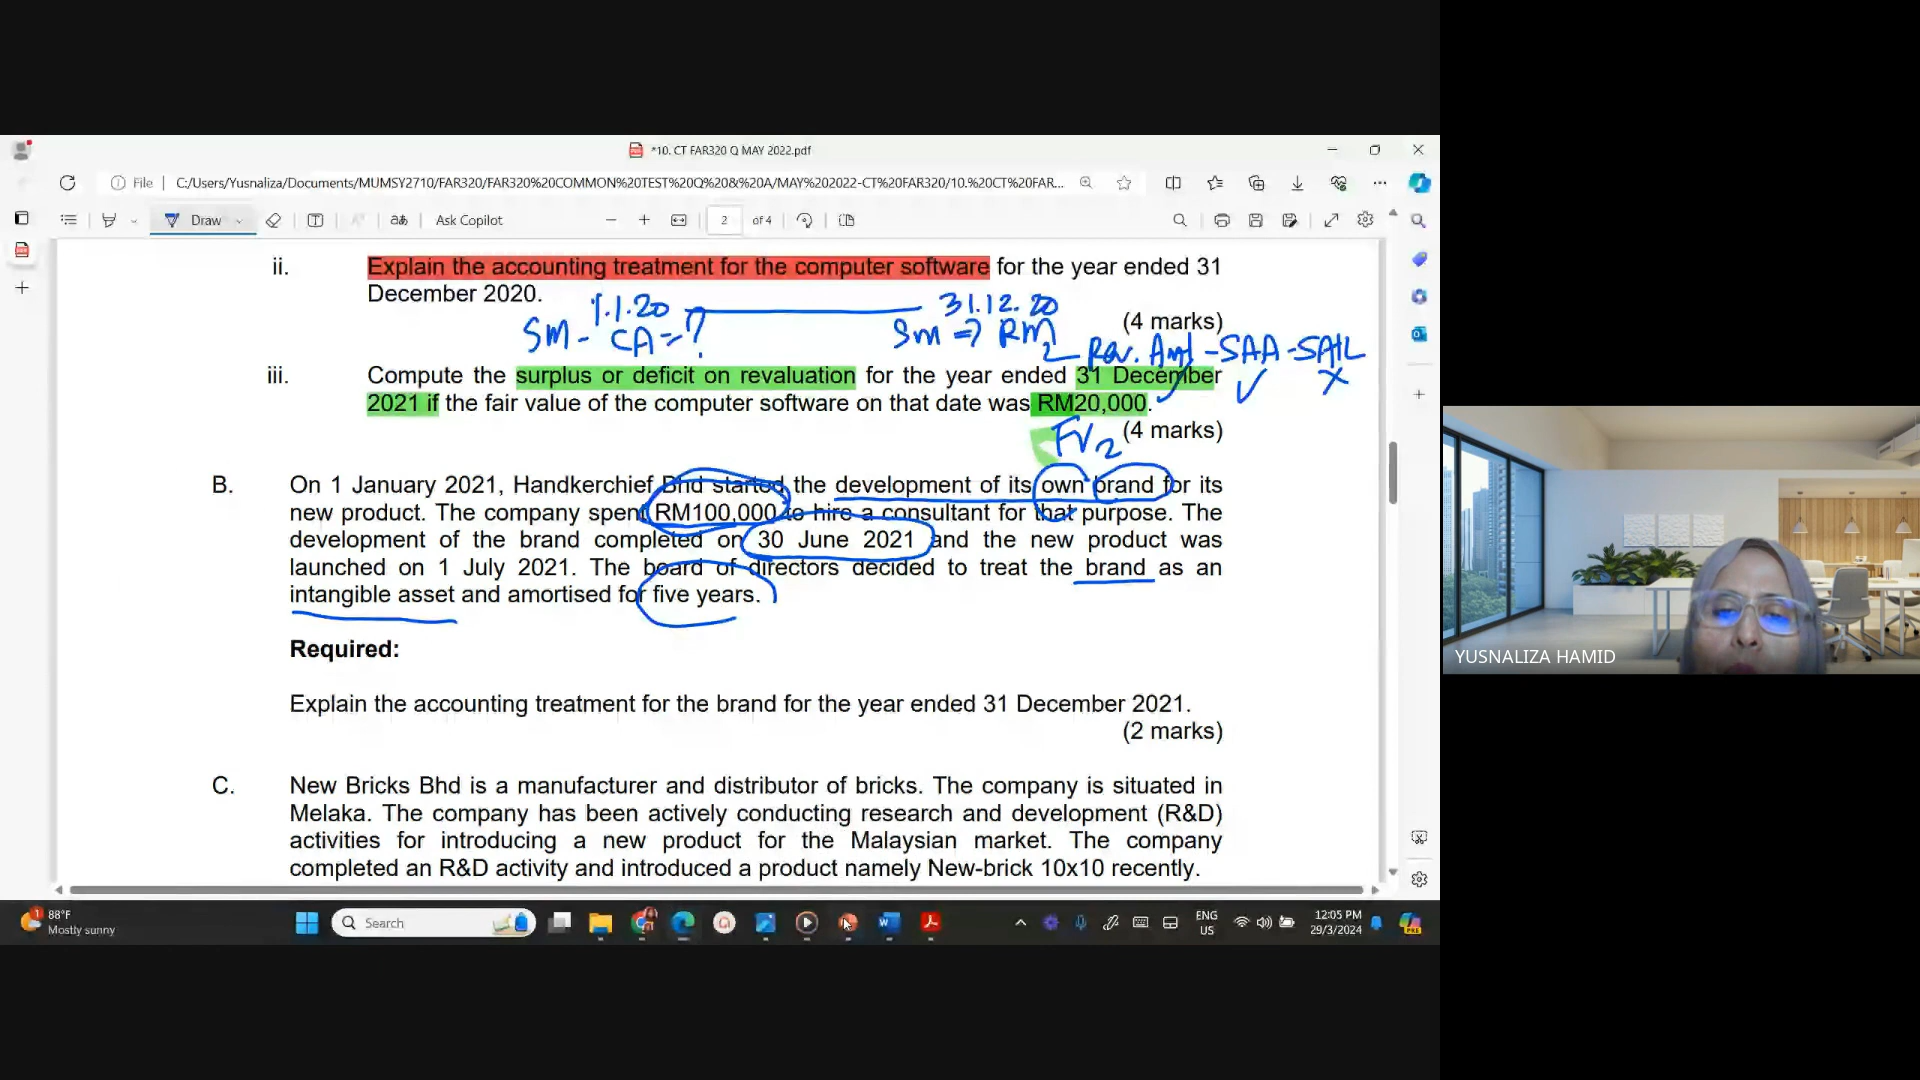 *10. CT FAR320 Q MAY 2022.pdf
File | C:/Users/Yusnaliza/Documents/MUMSY2710/FAR320/FAR320%20COMMON%20TEST%20Q%20&%20A/MAY%202022-CT%20FAR320/10.%20CT%20FAR...
Draw
aあ
Ask Copilot
2 of 4
ii. Explain the accounting treatment for the computer software for the year ended 31
December 2020.
1.1.20 31.12.20
(4 marks)
SM - CA = ? SM => RM
Rev. Amt - SAA - SAIL
iii. Compute the surplus or deficit on revaluation for the year ended 31 December
2021 if the fair value of the computer software on that date was RM20,000.
(4 marks)
FV2
B. On 1 January 2021, Handkerchief Bhd started the development of its own brand for its
new product. The company spent RM100,000 to hire a consultant for that purpose. The
development of the brand completed on 30 June 2021 and the new product was
launched on 1 July 2021. The board of directors decided to treat the brand as an
intangible asset and amortised for five years.
Required:
Explain the accounting treatment for the brand for the year ended 31 December 2021.
(2 marks)
C. New Bricks Bhd is a manufacturer and distributor of bricks. The company is situated in
Melaka. The company has been actively conducting research and development (R&D)
activities for introducing a new product for the Malaysian market. The company
completed an R&D activity and introduced a product namely New-brick 10x10 recently.
YUSNALIZA HAMID
1
88°F
Mostly sunny
Search
ENG
US
12:05 PM
29/3/2024